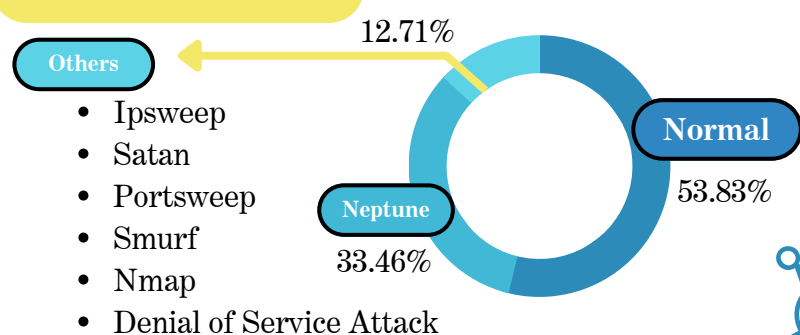 12.71%
Others
• Ipsweep
• Satan
• Portsweep
• Smurf
• Nmap
• Denial of Service Attack
Normal
53.83%
Neptune
33.46%